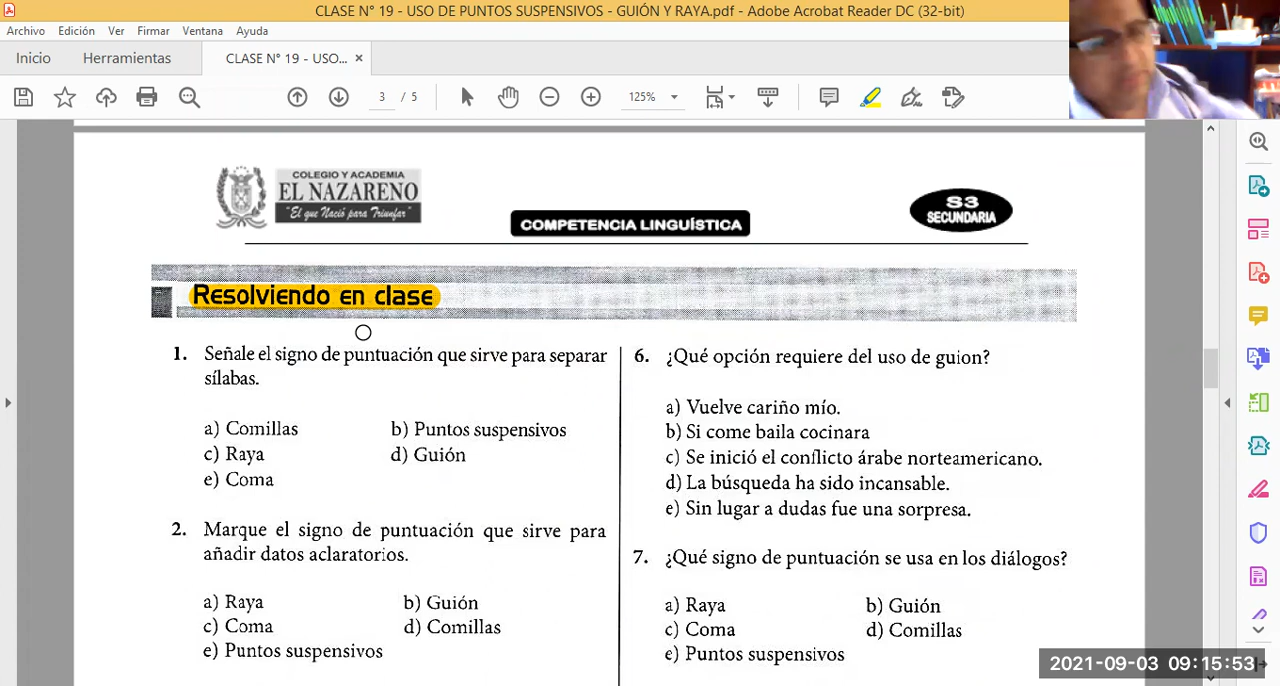 CLASE N° 19 - USO DE PUNTOS SUSPENSIVOS - GUIÓN Y RAYA.pdf - Adobe Acrobat Reader DC (32-bit)
Archivo Edición Ver Firmar Ventana Ayuda
Inicio Herramientas CLASE N° 19 - USO... ×
3 / 5 125%
COLEGIO Y ACADEMIA
EL NAZARENO
"El que Nació para Triunfar"
COMPETENCIA LINGUÍSTICA
S3
SECUNDARIA
Resolviendo en clase
1. Señale el signo de puntuación que sirve para separar
sílabas.
a) Comillas b) Puntos suspensivos
c) Raya d) Guión
e) Coma
2. Marque el signo de puntuación que sirve para
añadir datos aclaratorios.
a) Raya b) Guión
c) Coma d) Comillas
e) Puntos suspensivos
6. ¿Qué opción requiere del uso de guion?
a) Vuelve cariño mío.
b) Si come baila cocinara
c) Se inició el conflicto árabe norteamericano.
d) La búsqueda ha sido incansable.
e) Sin lugar a dudas fue una sorpresa.
7. ¿Qué signo de puntuación se usa en los diálogos?
a) Raya b) Guión
c) Coma d) Comillas
e) Puntos suspensivos
2021-09-03 09:15:53